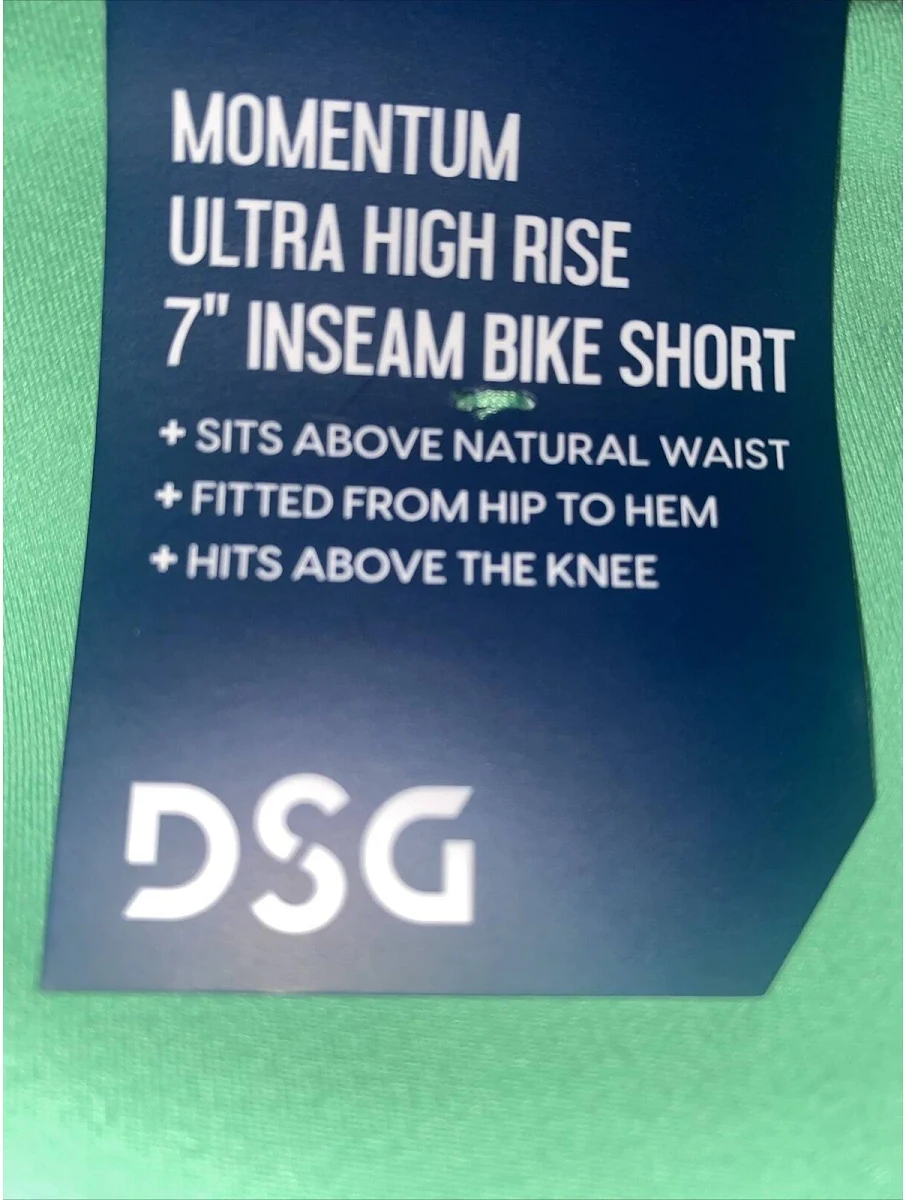 MOMENTUM
ULTRA HIGH RISE
7" INSEAM BIKE SHORT
+ SITS ABOVE NATURAL WAIST
+ FITTED FROM HIP TO HEM
+ HITS ABOVE THE KNEE
DSG